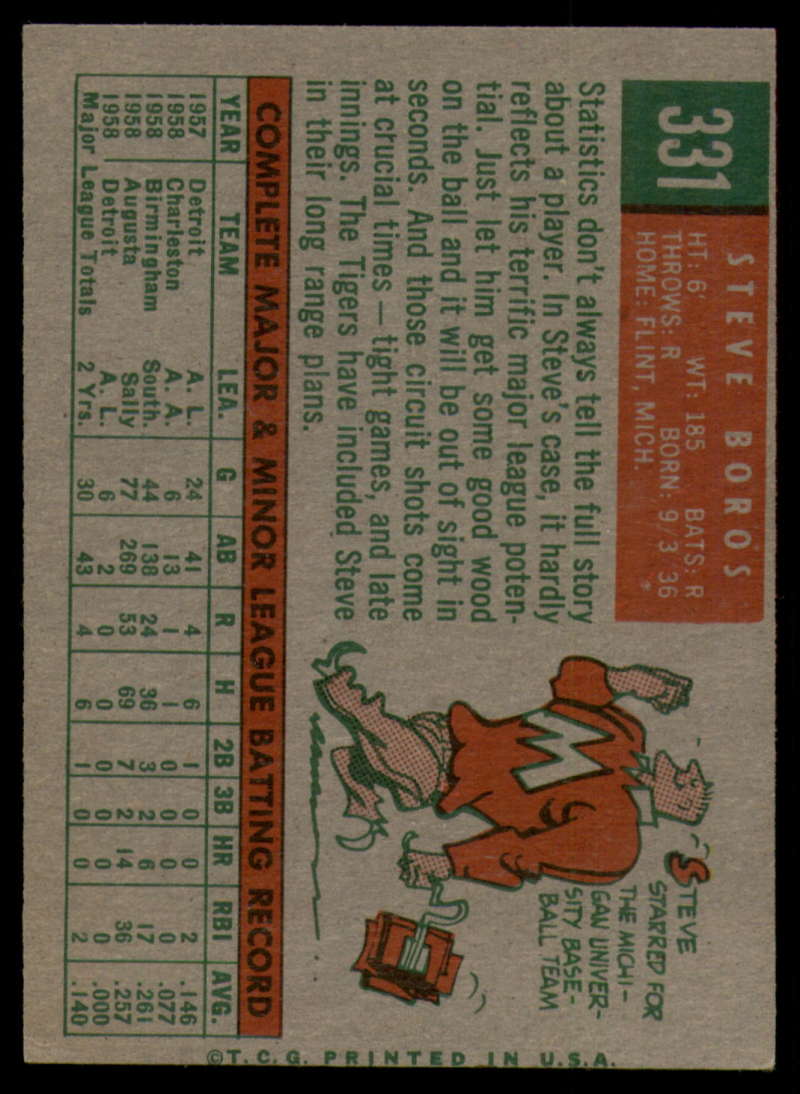 331
STEVE BOROS
HT: 6 WT: 185 BATS: R
THROWS: R BORN: 9/3 36
HOME: FLINT, MICH. *
Statistics don't always tell the full story
about a player. In Steve's case, it hardly
reflects his terrific major league poten-
tial. Just let him get some good wood
on the ball and it will be out of sight in
seconds. And those circuit shots come
at crucial times — tight games, and late
innings. The Tigers have included Steve
in their long range plans.
STEVE
STARRED FOR
THE MICHI-
GAN UNIVER-
SITY BASE-
BALL TEAM
M
COMPLETE MAJOR & MINOR LEAGUE BATTING RECORD
YEAR TEAM LEA. G AB R H 2B 3B HR RBI AVG.
1957 Detroit A. L. 24 41 4 6 1 0 0 2 .146
1958 Charleston A. A. 6 13 1 1 0 0 0 0 .077
1958 Birmingham South. 44 138 24 36 3 2 6 17 .261
1958 Augusta Sally 77 269 53 69 7 2 14 36 .257
1958 Detroit A. L. 6 2 0 0 0 0 0 0 .000
Major League Totals 2 Yrs. 30 43 4 6 1 0 0 2 .140
©T.C.G. PRINTED IN U.S.A.